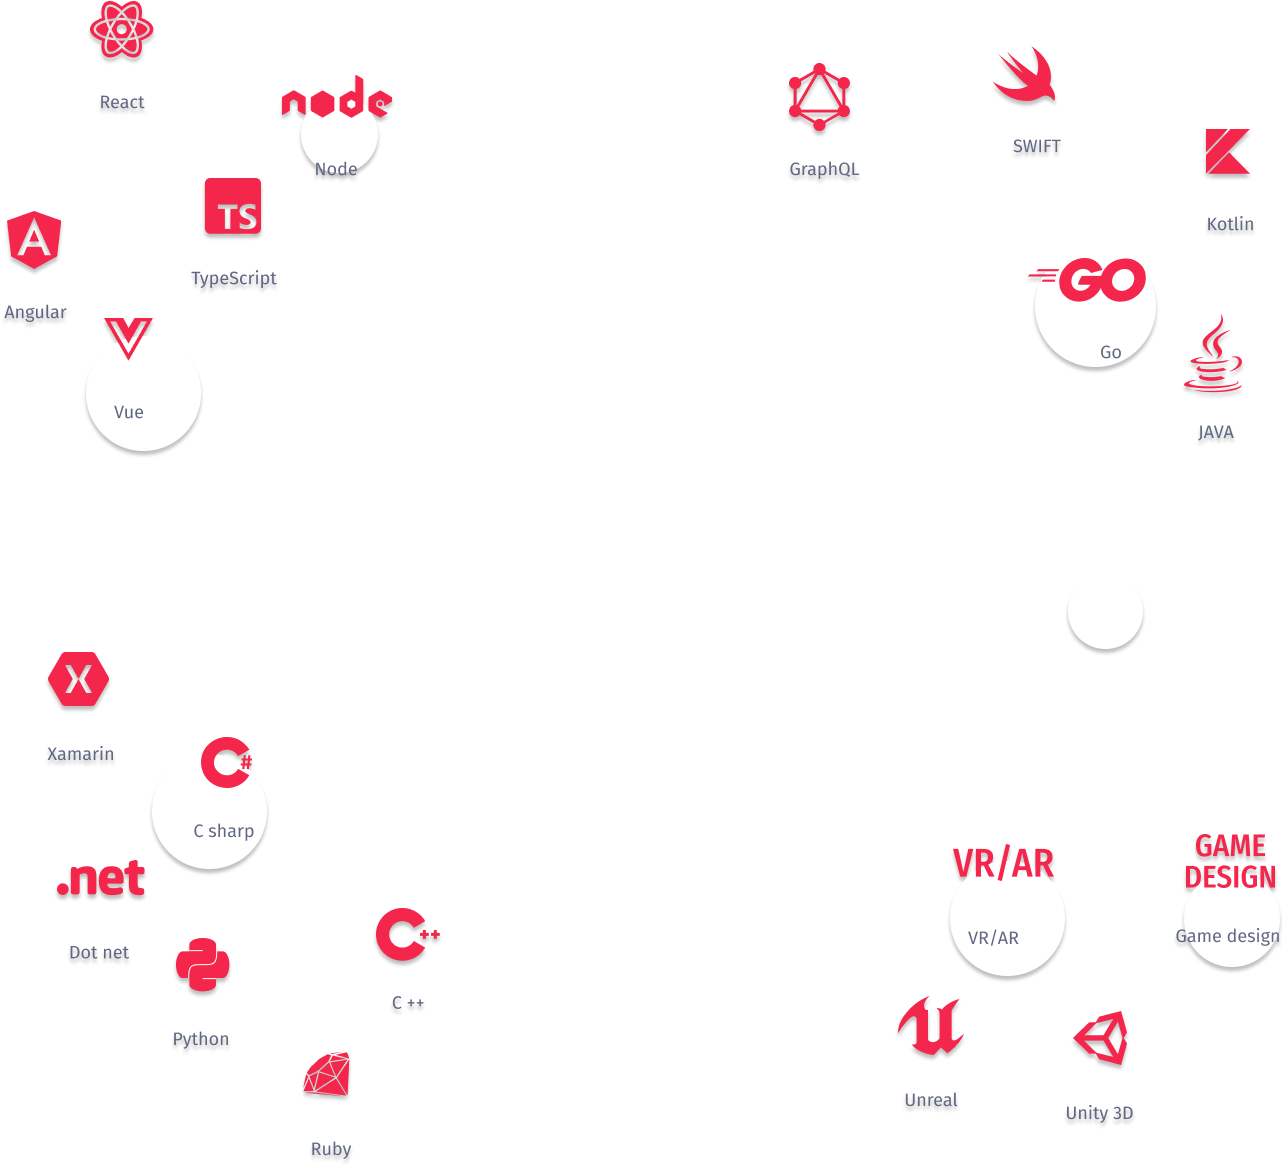 React
node
Node
TS
TypeScript
Angular
Vue
GraphQL
SWIFT
Kotlin
GO
Go
JAVA
X
Xamarin
C#
C sharp
.net
Dot net
Python
C++
C ++
Ruby
VR/AR
VR/AR
GAME
DESIGN
Game design
Unreal
Unity 3D